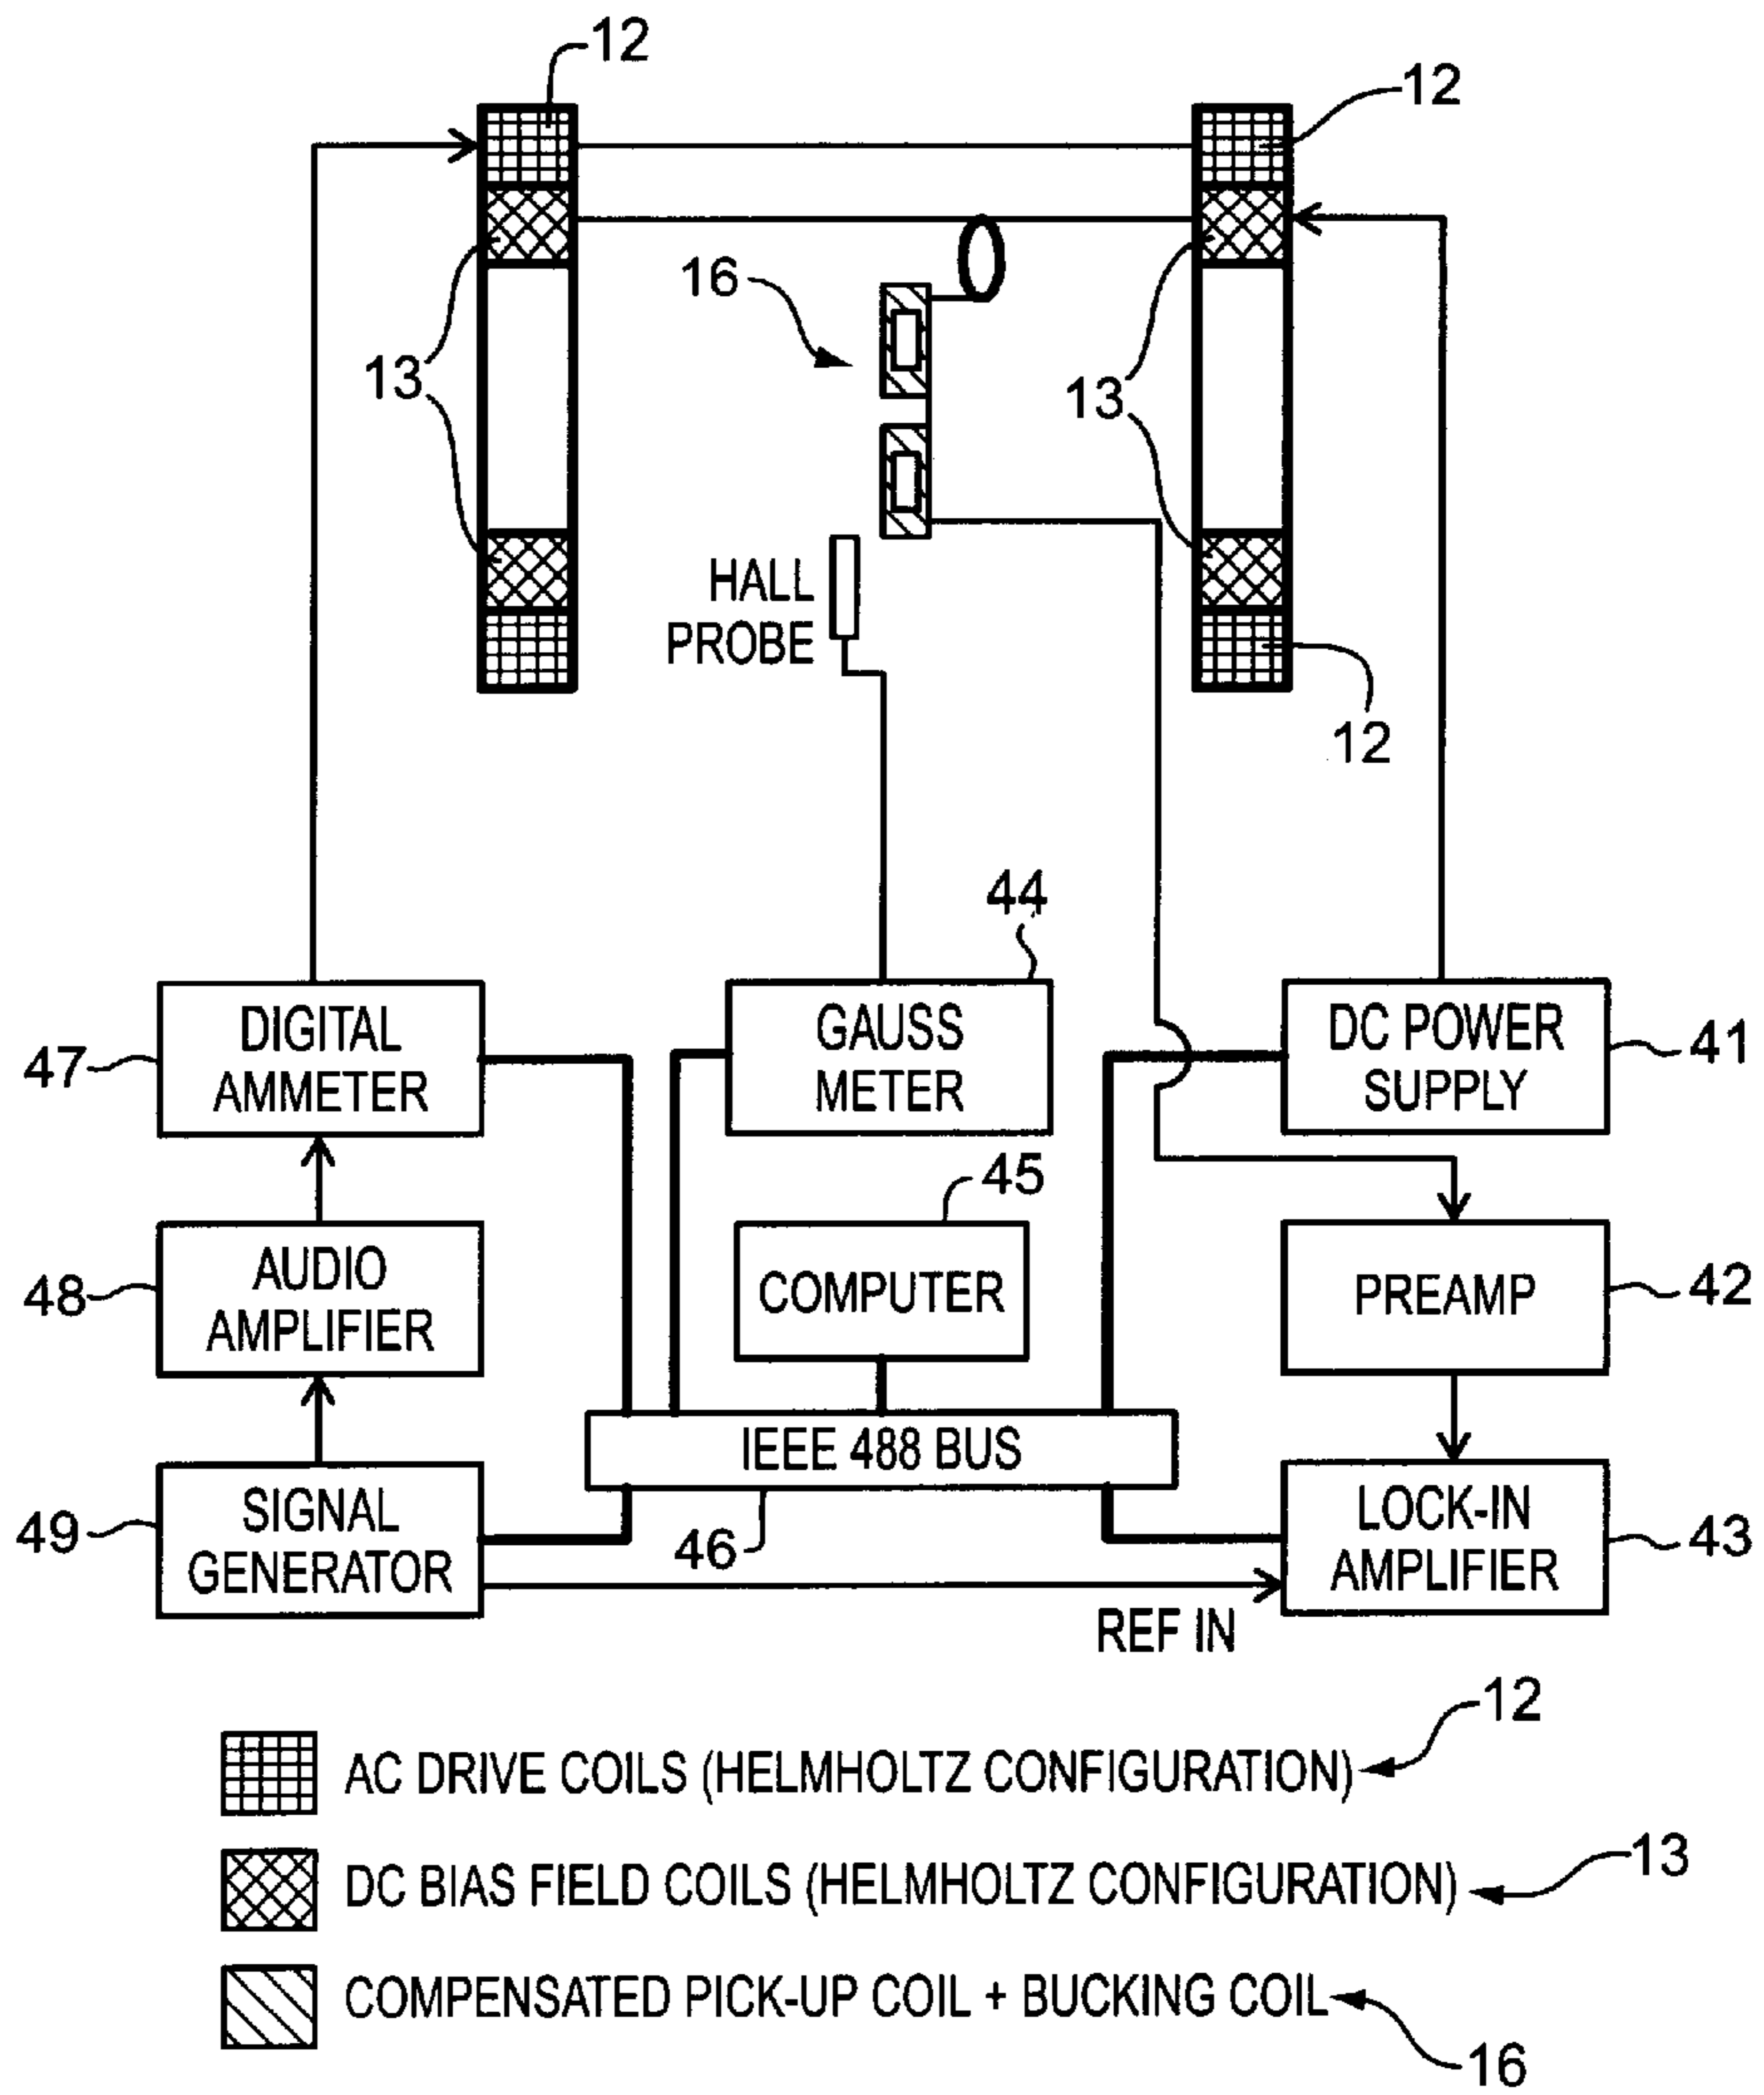 12
12
16
13
13
HALL
PROBE
12
44
47
DIGITAL
AMMETER
GAUSS
METER
DC POWER
SUPPLY
41
45
48
AUDIO
AMPLIFIER
COMPUTER
PREAMP
42
IEEE 488 BUS
49
SIGNAL
GENERATOR
46
LOCK-IN
AMPLIFIER
43
REF IN
12
AC DRIVE COILS (HELMHOLTZ CONFIGURATION)
13
DC BIAS FIELD COILS (HELMHOLTZ CONFIGURATION)
COMPENSATED PICK-UP COIL + BUCKING COIL
16